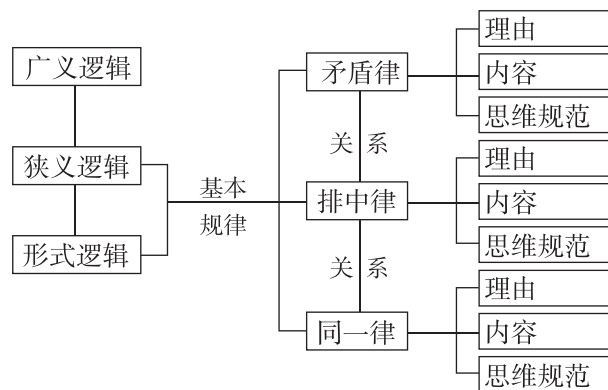 广义逻辑
狭义逻辑
形式逻辑
基本
规律
矛盾律
关系
排中律
关系
同一律
理由
内容
思维规范
理由
内容
思维规范
理由
内容
思维规范